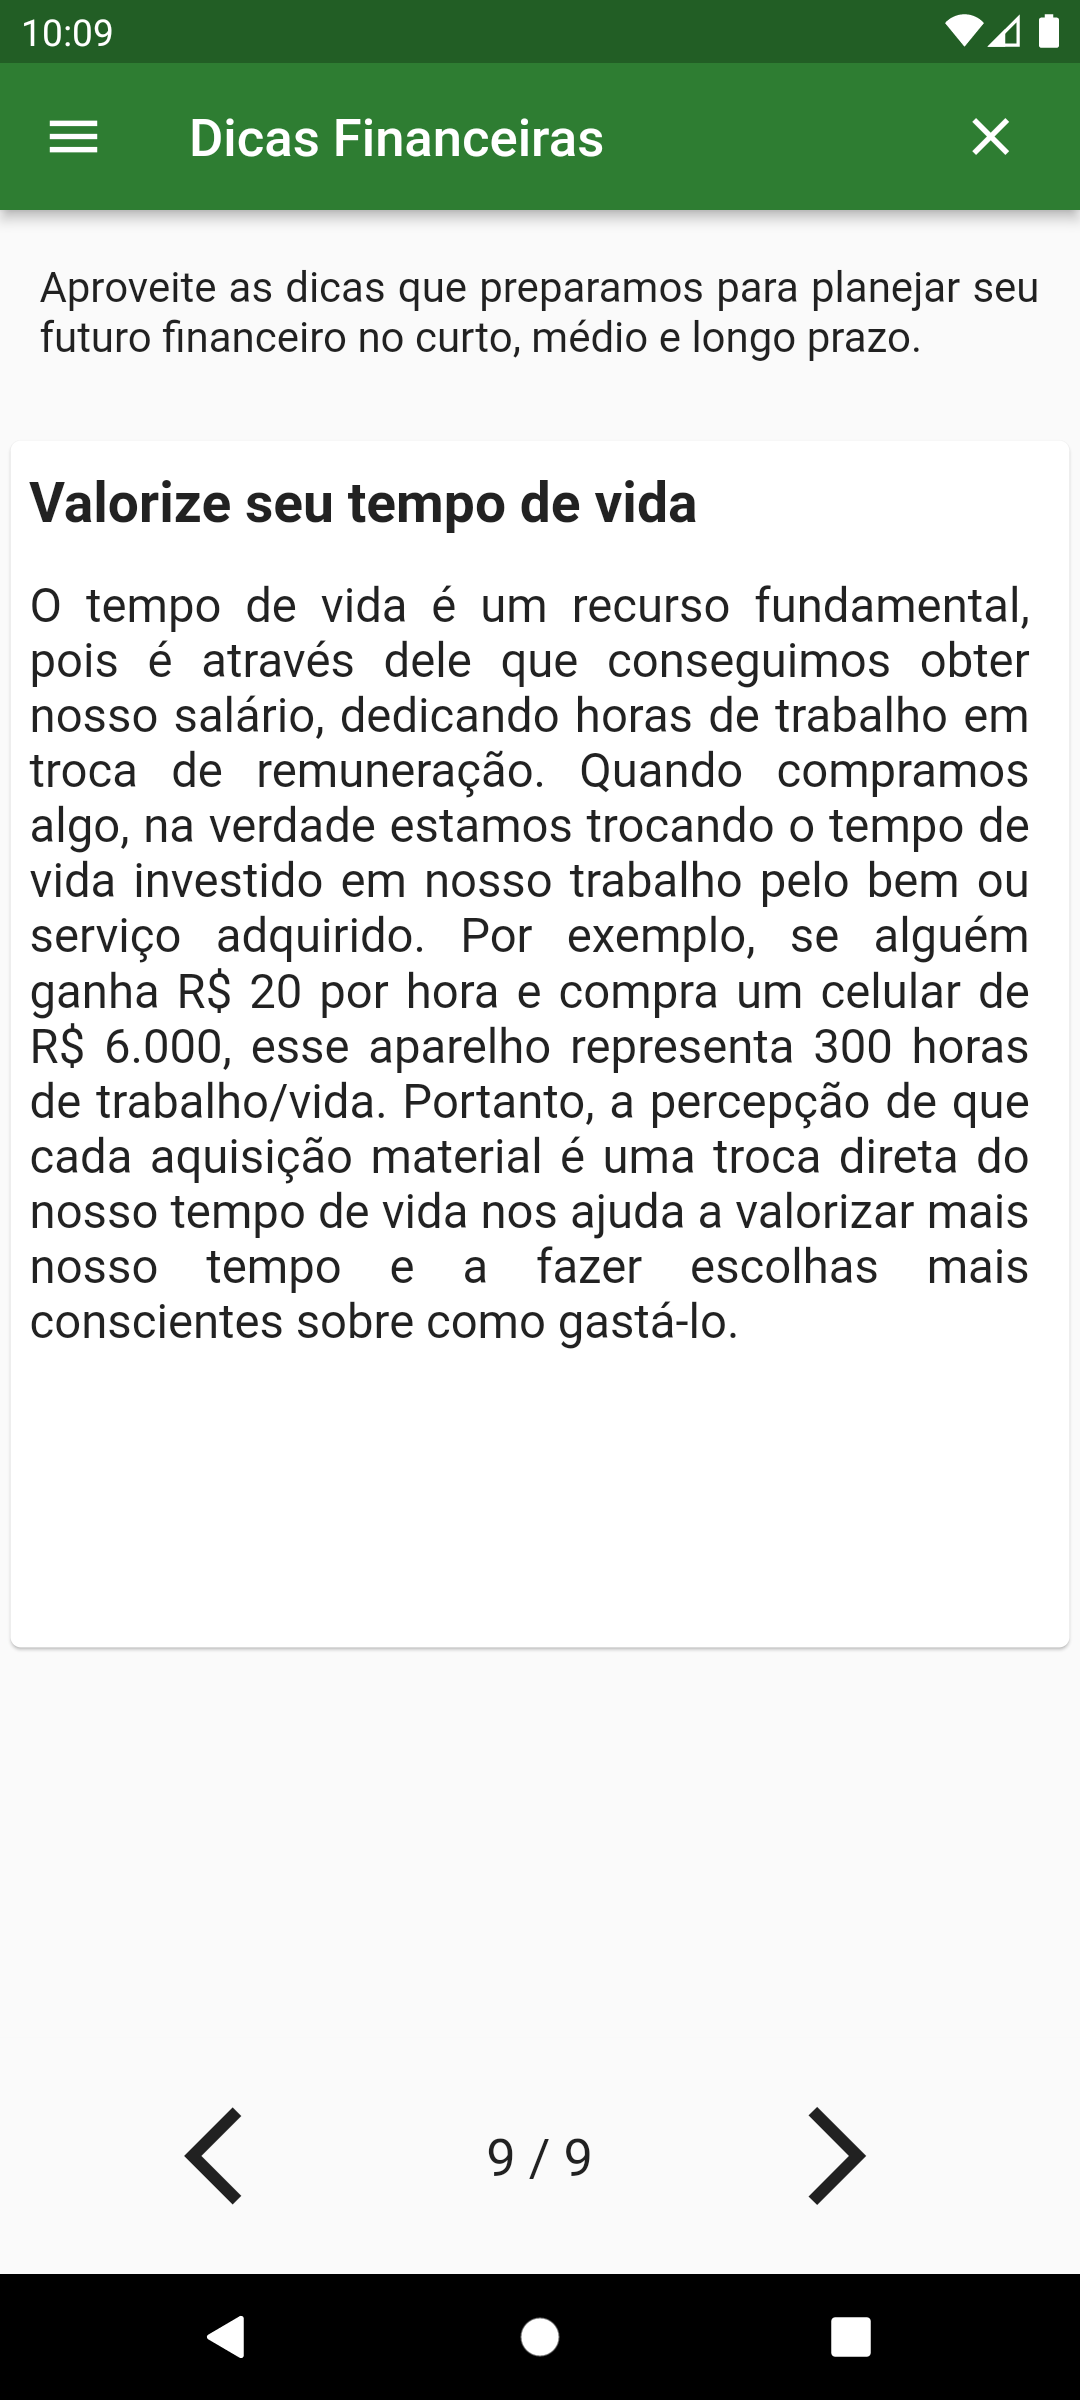 10:09
Dicas Financeiras
Aproveite as dicas que preparamos para planejar seu
futuro financeiro no curto, médio e longo prazo.
Valorize seu tempo de vida
O tempo de vida é um recurso fundamental,
pois é através dele que conseguimos obter
nosso salário, dedicando horas de trabalho em
troca de remuneração. Quando compramos
algo, na verdade estamos trocando o tempo de
vida investido em nosso trabalho pelo bem ou
serviço adquirido. Por exemplo, se alguém
ganha R$ 20 por hora e compra um celular de
R$ 6.000, esse aparelho representa 300 horas
de trabalho/vida. Portanto, a percepção de que
cada aquisição material é uma troca direta do
nosso tempo de vida nos ajuda a valorizar mais
nosso tempo e a fazer escolhas mais
conscientes sobre como gastá-lo.
9 / 9